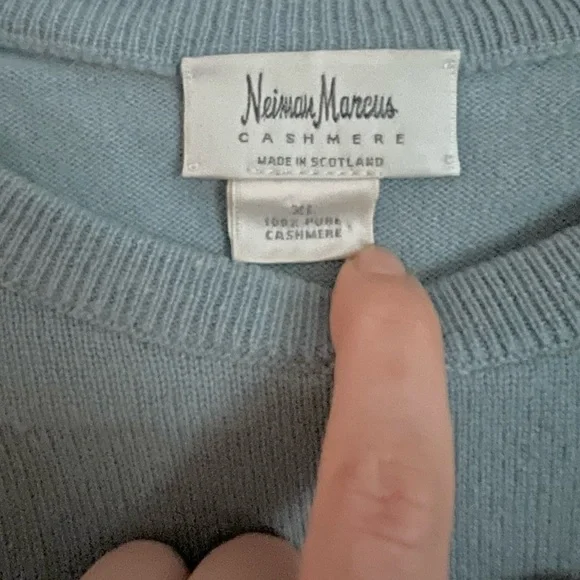 Neiman Marcus
CASHMERE
MADE IN SCOTLAND
XL
100% PURE
CASHMERE